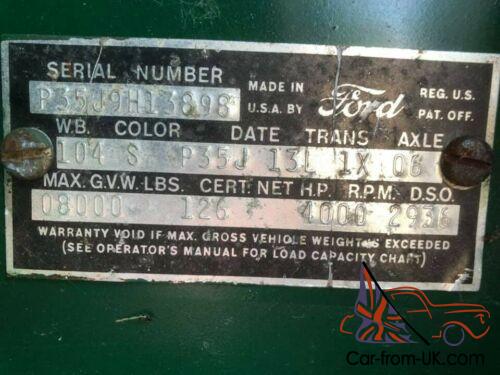 SERIAL NUMBER
P35J9H13898
MADE IN
U.S.A. BY
Ford
REG. U.S.
PAT. OFF.
W.B. COLOR DATE TRANS AXLE
104 S P35J 13L 1X 06
MAX. G.V.W. LBS. CERT. NET H.P. R.P.M. D.S.O.
08000 126 4000 2936
WARRANTY VOID IF MAX. GROSS VEHICLE WEIGHT IS EXCEEDED
(SEE OPERATOR'S MANUAL FOR LOAD CAPACITY CHART)
Car-from-UK.com